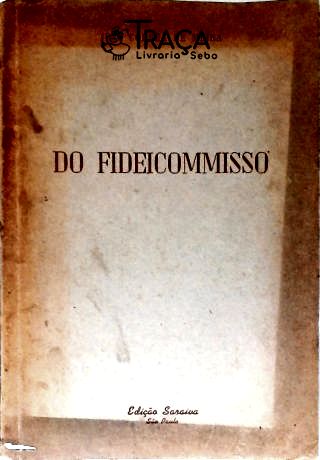 TRAÇA
Livraria Sebo
DO FIDEICOMMISSO
Edição Saraiva
São Paulo